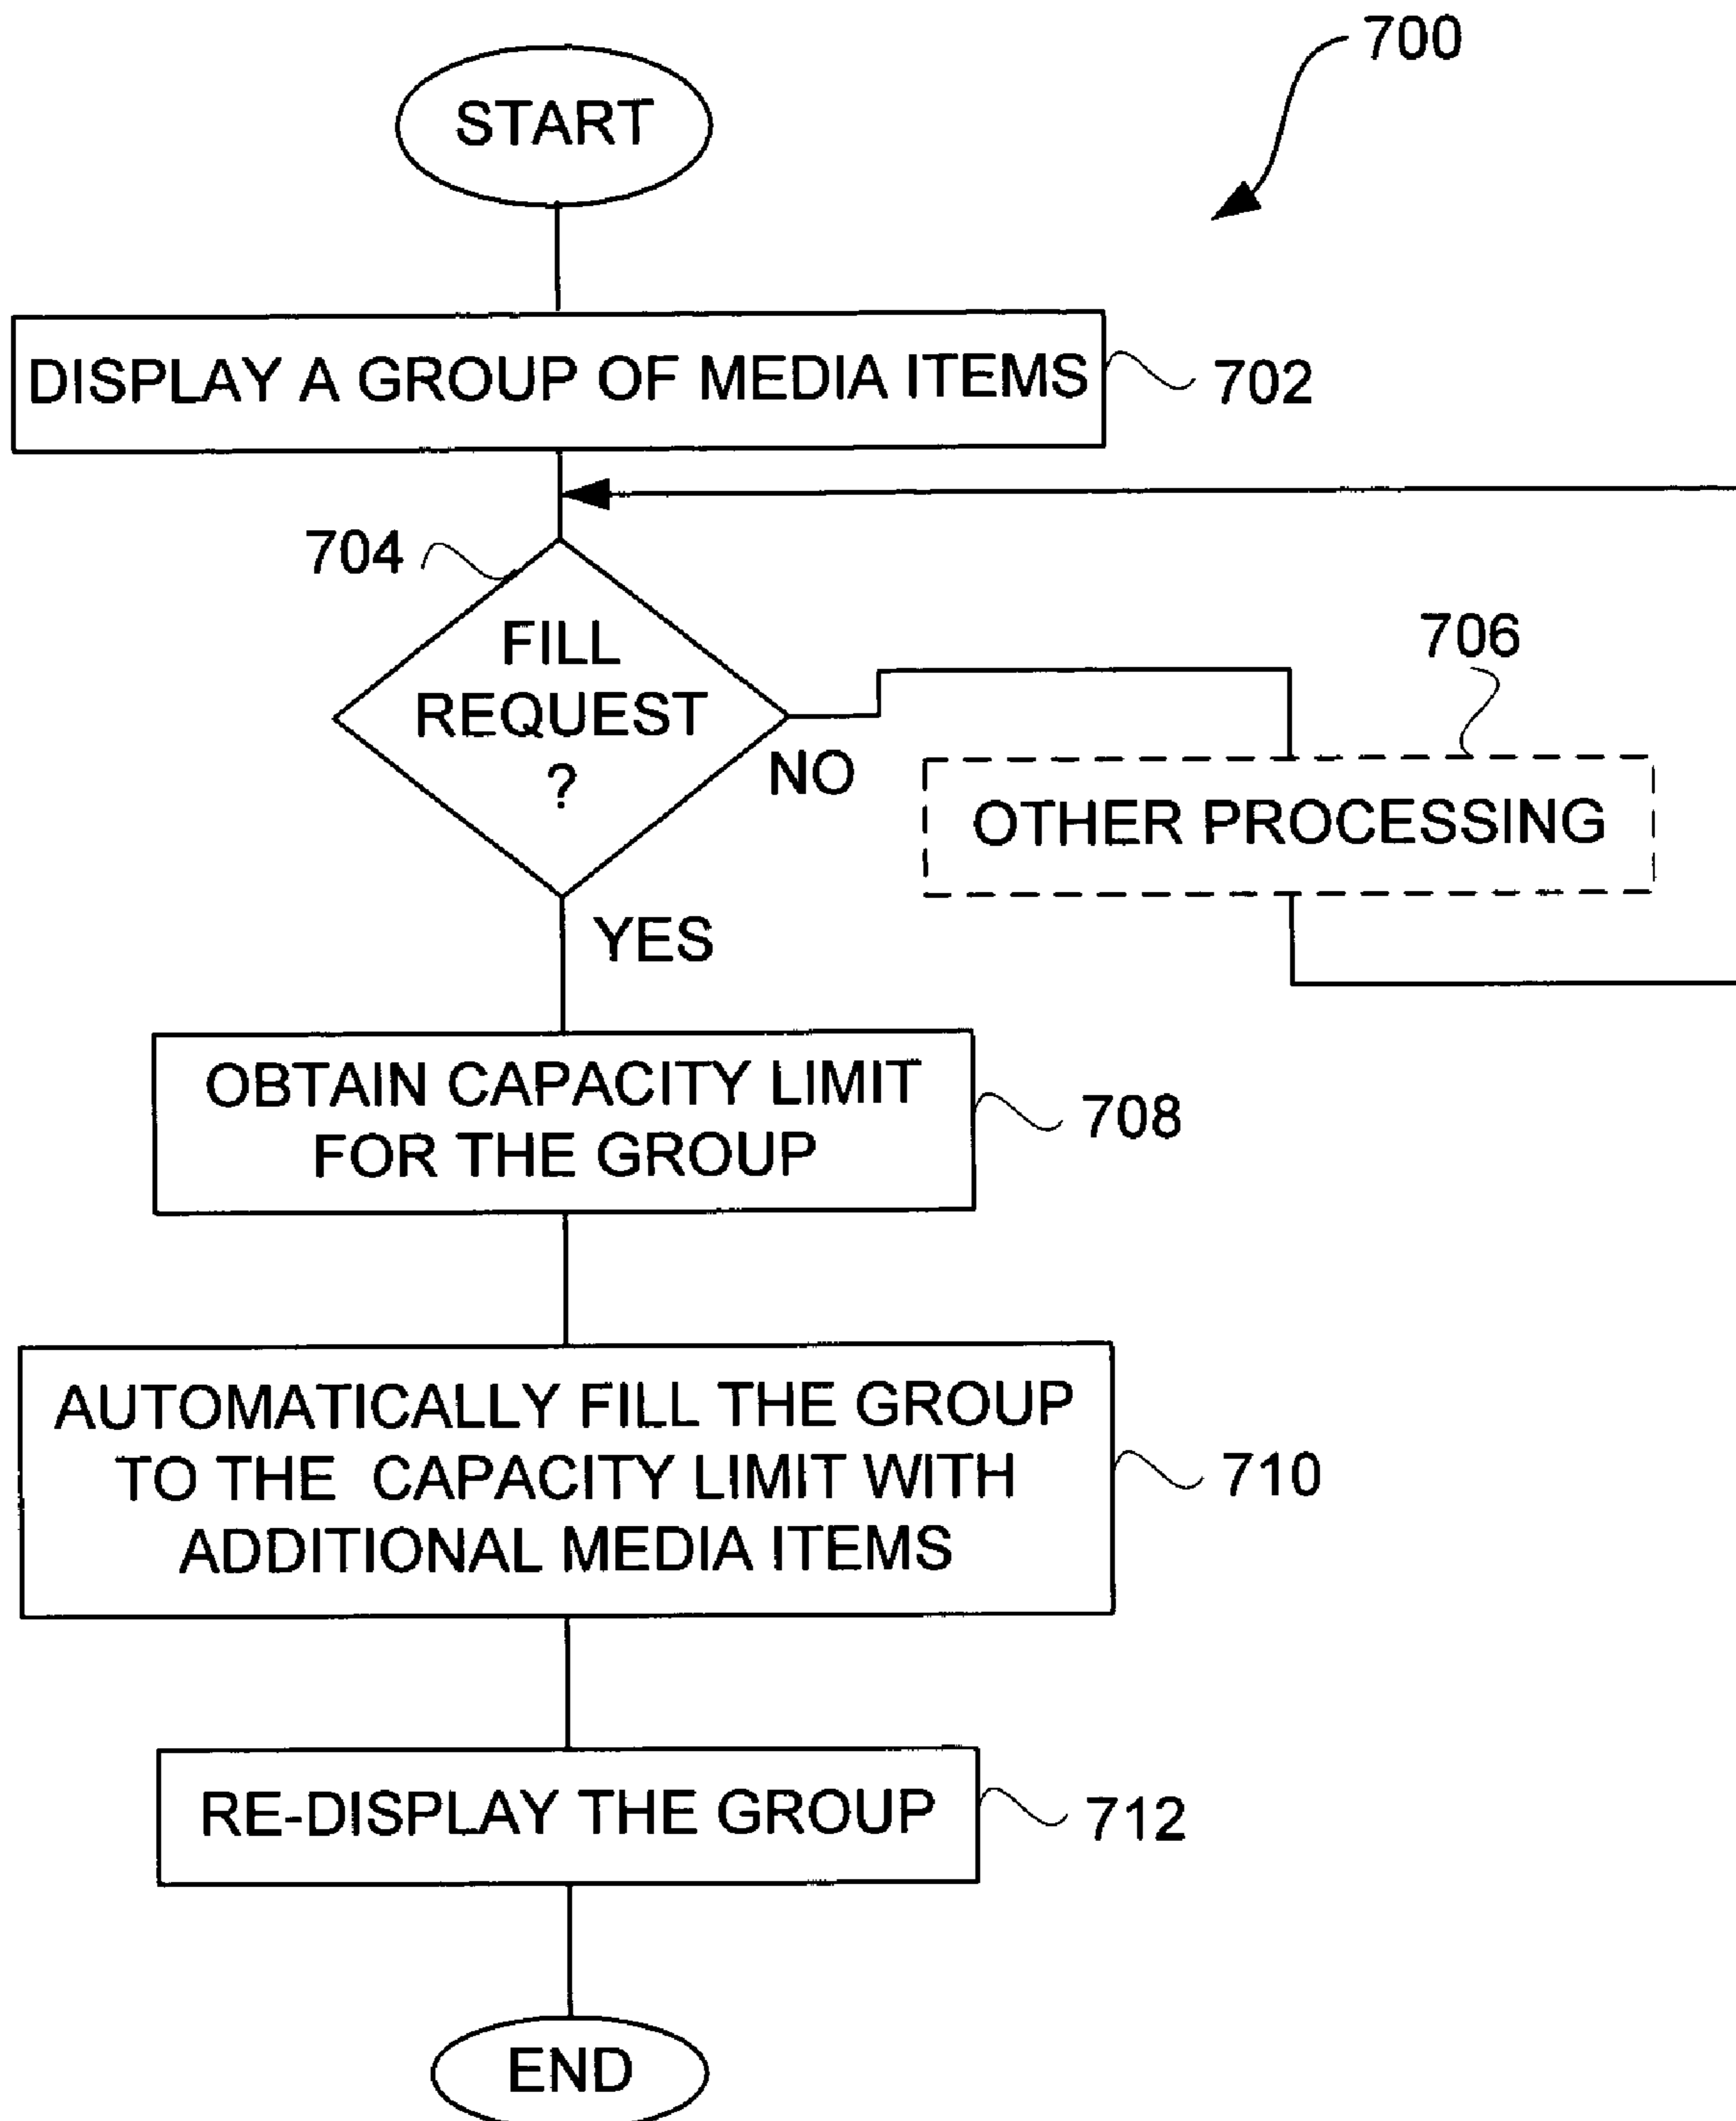 700
START
DISPLAY A GROUP OF MEDIA ITEMS
702
704
FILL
REQUEST
?
NO
706
OTHER PROCESSING
YES
OBTAIN CAPACITY LIMIT
FOR THE GROUP
708
AUTOMATICALLY FILL THE GROUP
TO THE CAPACITY LIMIT WITH
ADDITIONAL MEDIA ITEMS
710
RE-DISPLAY THE GROUP
712
END